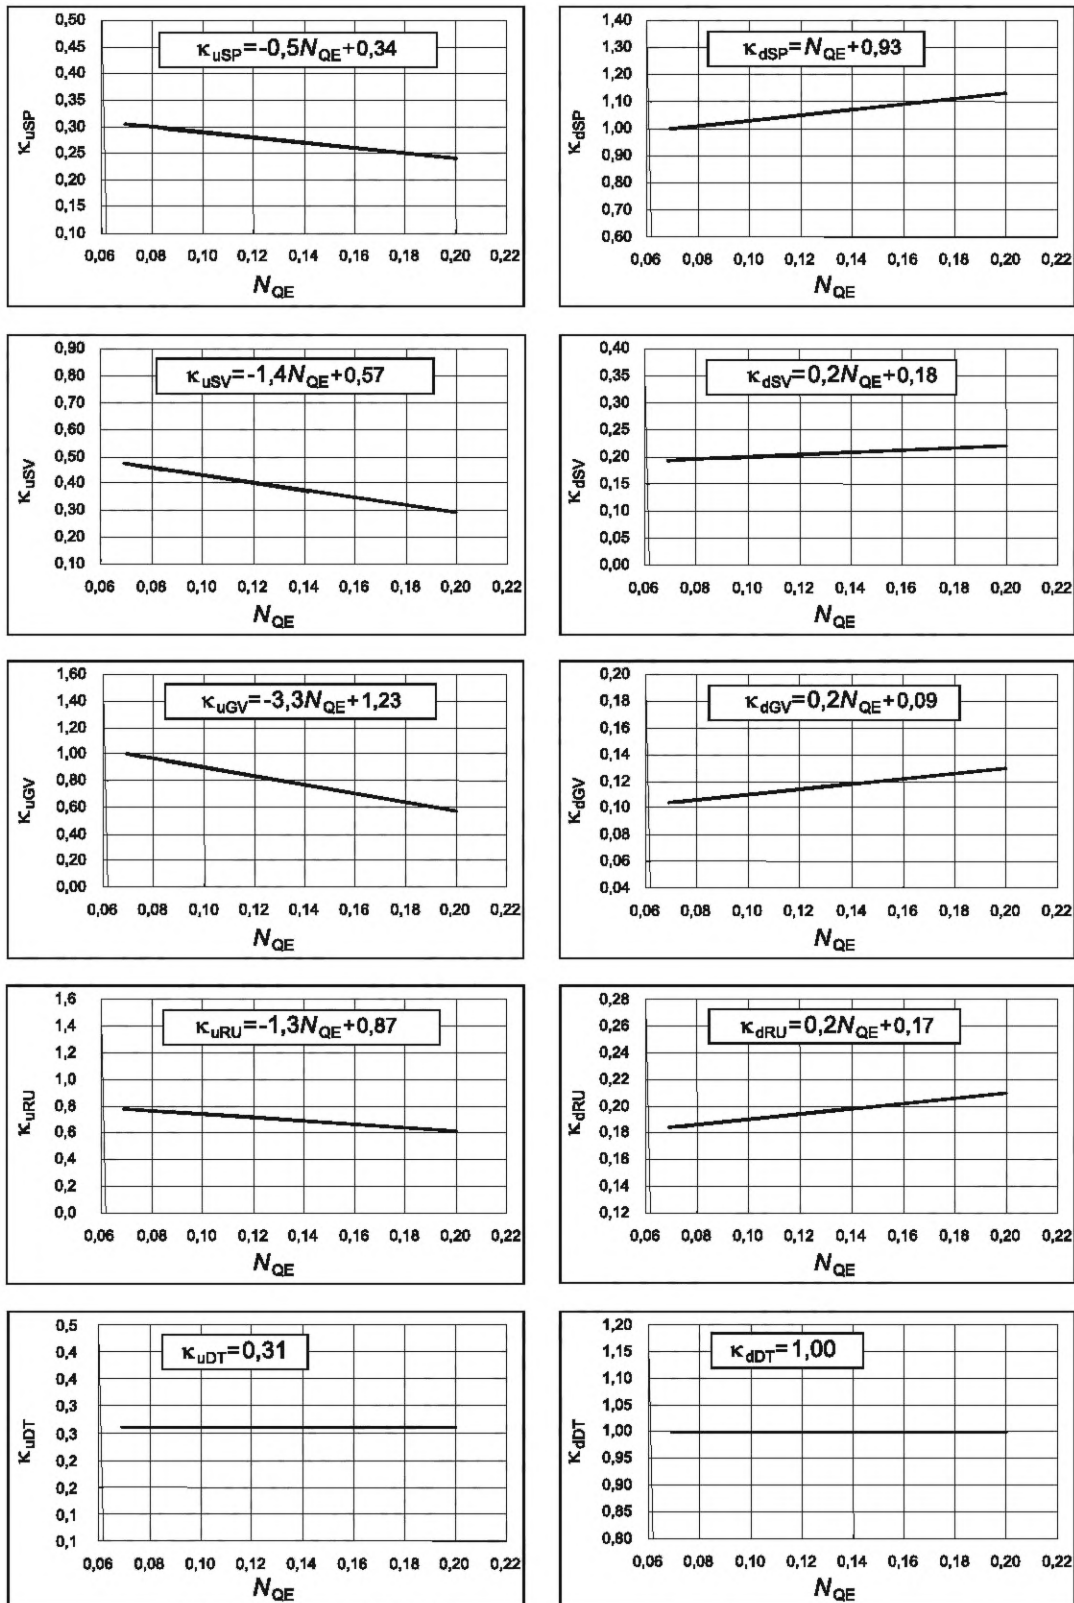 0,50
0,45
0,40
0,35
0,30
0,25
0,20
0,15
0,10
κuSP=-0,5NQE+0,34
κuSP
0,06 0,08 0,10 0,12 0,14 0,16 0,18 0,20 0,22
NQE
1,40
1,30
1,20
1,10
1,00
0,90
0,80
0,70
0,60
κdSP=NQE+0,93
κdSP
0,06 0,08 0,10 0,12 0,14 0,16 0,18 0,20 0,22
NQE
0,90
0,80
0,70
0,60
0,50
0,40
0,30
0,20
0,10
κuSV=-1,4NQE+0,57
κuSV
0,06 0,08 0,10 0,12 0,14 0,16 0,18 0,20 0,22
NQE
0,40
0,35
0,30
0,25
0,20
0,15
0,10
0,05
0,00
κdSV=0,2NQE+0,18
κdSV
0,06 0,08 0,10 0,12 0,14 0,16 0,18 0,20 0,22
NQE
1,60
1,40
1,20
1,00
0,80
0,60
0,40
0,20
0,00
κuGV=-3,3NQE+1,23
κuGV
0,06 0,08 0,10 0,12 0,14 0,16 0,18 0,20 0,22
NQE
0,20
0,18
0,16
0,14
0,12
0,10
0,08
0,06
0,04
κdGV=0,2NQE+0,09
κdGV
0,06 0,08 0,10 0,12 0,14 0,16 0,18 0,20 0,22
NQE
1,6
1,4
1,2
1,0
0,8
0,6
0,4
0,2
0,0
κuRU=-1,3NQE+0,87
κuRU
0,06 0,08 0,10 0,12 0,14 0,16 0,18 0,20 0,22
NQE
0,28
0,26
0,24
0,22
0,20
0,18
0,16
0,14
0,12
κdRU=0,2NQE+0,17
κdRU
0,06 0,08 0,10 0,12 0,14 0,16 0,18 0,20 0,22
NQE
0,5
0,4
0,4
0,3
0,3
0,2
0,2
0,1
0,1
κuDT=0,31
κuDT
0,06 0,08 0,10 0,12 0,14 0,16 0,18 0,20 0,22
NQE
1,20
1,15
1,10
1,05
1,00
0,95
0,90
0,85
0,80
κdDT=1,00
κdDT
0,06 0,08 0,10 0,12 0,14 0,16 0,18 0,20 0,22
NQE